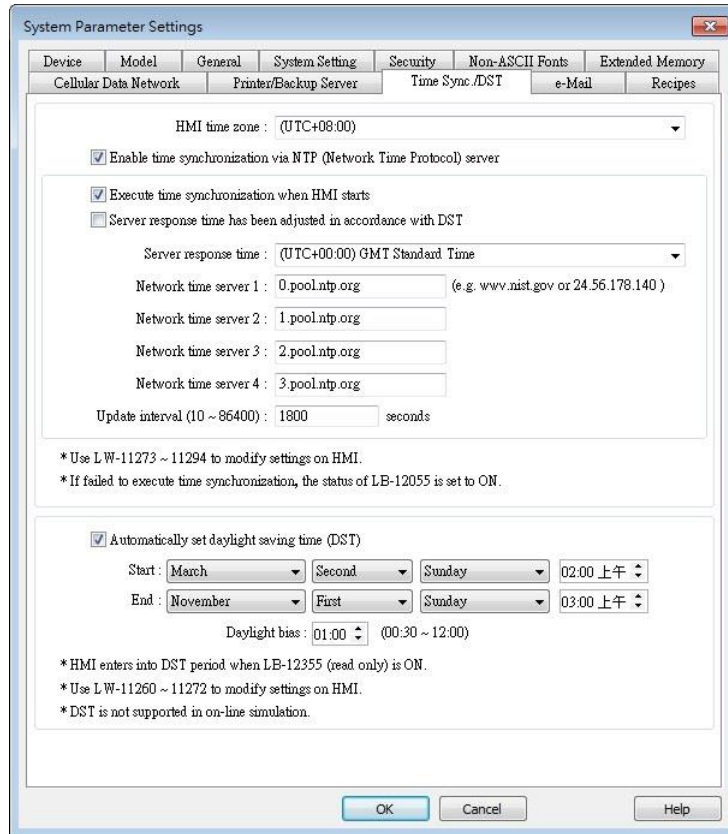 System Parameter Settings
Device Model General System Setting Security Non-ASCII Fonts Extended Memory
Cellular Data Network Printer/Backup Server Time Sync./DST e-Mail Recipes
HMI time zone : (UTC+08:00)
Enable time synchronization via NTP (Network Time Protocol) server
Execute time synchronization when HMI starts
Server response time has been adjusted in accordance with DST
Server response time : (UTC+00:00) GMT Standard Time
Network time server 1 : 0.pool.ntp.org (e.g. www.nist.gov or 24.56.178.140 )
Network time server 2 : 1.pool.ntp.org
Network time server 3 : 2.pool.ntp.org
Network time server 4 : 3.pool.ntp.org
Update interval (10 ~ 86400) : 1800 seconds
* Use LW-11273 ~ 11294 to modify settings on HMI.
* If failed to execute time synchronization, the status of LB-12055 is set to ON.
Automatically set daylight saving time (DST)
Start : March Second Sunday 02:00 上午
End : November First Sunday 03:00 上午
Daylight bias : 01:00 (00:30 ~ 12:00)
* HMI enters into DST period when LB-12355 (read only) is ON.
* Use LW-11260 ~ 11272 to modify settings on HMI.
* DST is not supported in on-line simulation.
OK Cancel Help